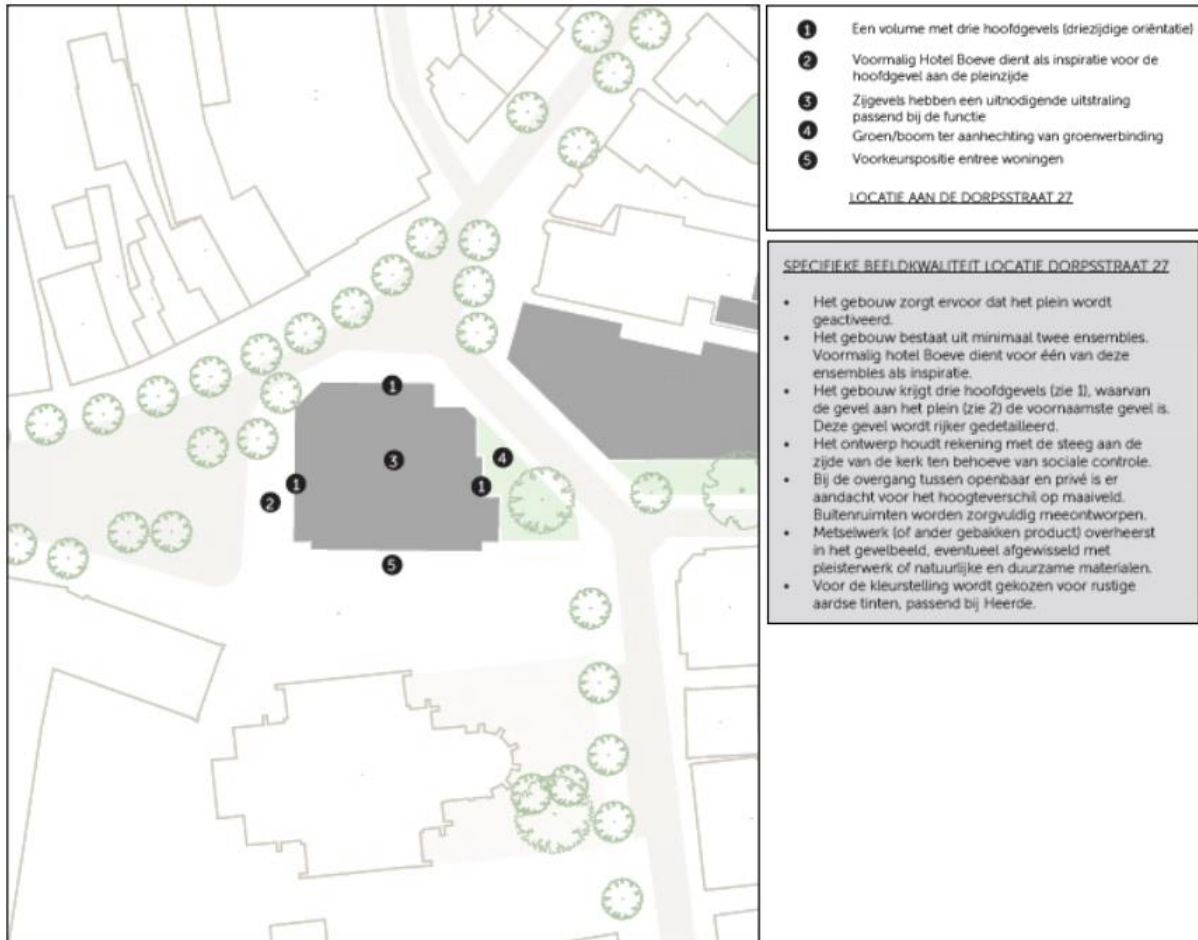 1 Een volume met drie hoofdgevels (driezijdige oriëntatie)
2 Voormalig Hotel Boeve dient als inspiratie voor de
hoofdgevel aan de pleinzijde
3 Zijgevels hebben een uitnodigende uitstraling
passend bij de functie
4 Groen/boom ter aanhechting van groenverbinding
5 Voorkeurspositie entree woningen
LOCATIE AAN DE DORPSSTRAAT 27
SPECIFIEKE BEELDKWALITEIT LOCATIE DORPSSTRAAT 27
• Het gebouw zorgt ervoor dat het plein wordt
geactiveerd.
• Het gebouw bestaat uit minimaal twee ensembles.
Voormalig hotel Boeve dient voor één van deze
ensembles als inspiratie.
• Het gebouw krijgt drie hoofdgevels (zie 1), waarvan
de gevel aan het plein (zie 2) de voornaamste gevel is.
Deze gevel wordt rijker gedetailleerd.
• Het ontwerp houdt rekening met de steeg aan de
zijde van de kerk ten behoeve van sociale controle.
• Bij de overgang tussen openbaar en privé is er
aandacht voor het hoogteverschil op maaiveld.
Buitenruimten worden zorgvuldig meeontworpen.
• Metselwerk (of ander gebakken product) overheerst
in het gevelbeeld, eventueel afgewisseld met
pleisterwerk of natuurlijke en duurzame materialen.
• Voor de kleurstelling wordt gekozen voor rustige
aardse tinten, passend bij Heerde.
1
3
4
1
1
2
5